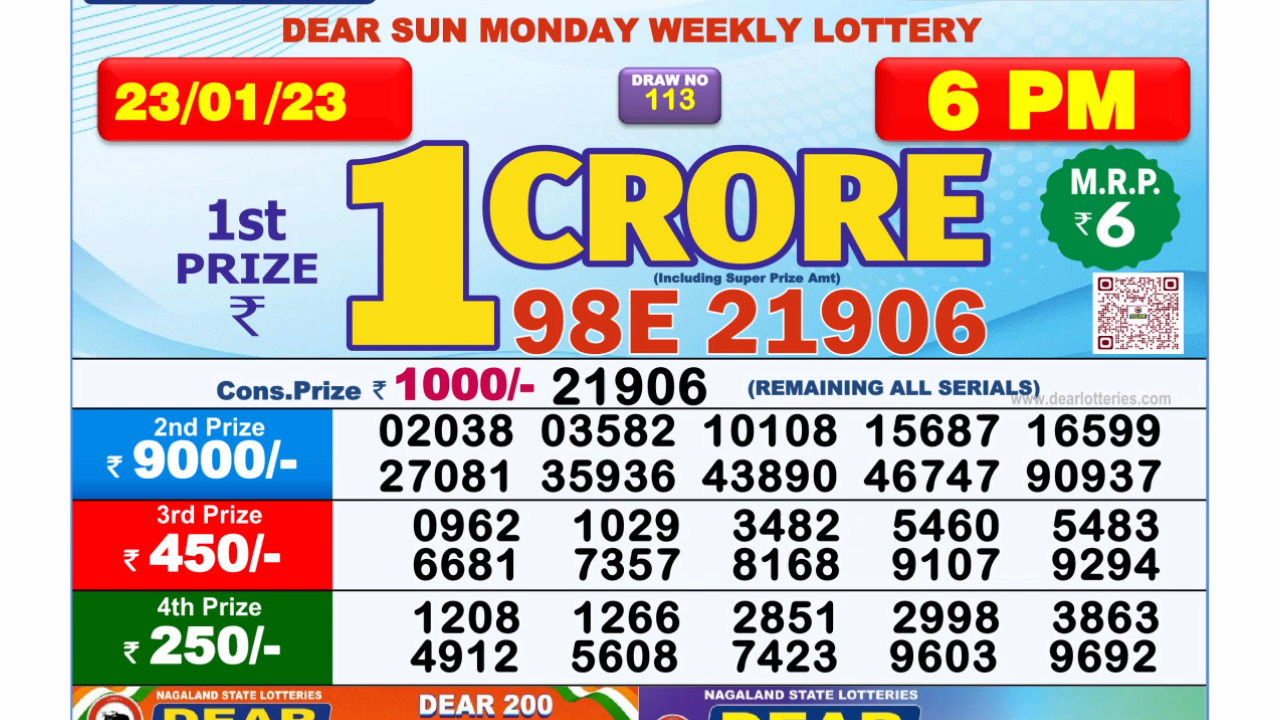 DEAR SUN MONDAY WEEKLY LOTTERY
23/01/23
DRAW NO
113
6 PM
1st
PRIZE
₹
1 CRORE
(Including Super Prize Amt)
98E 21906
M.R.P.
₹6
Cons.Prize ₹ 1000/- 21906 (REMAINING ALL SERIALS)
www.dearlotteries.com
2nd Prize
₹ 9000/-
02038 03582 10108 15687 16599
27081 35936 43890 46747 90937
3rd Prize
₹ 450/-
0962 1029 3482 5460 5483
6681 7357 8168 9107 9294
4th Prize
₹ 250/-
1208 1266 2851 2998 3863
4912 5608 7423 9603 9692
NAGALAND STATE LOTTERIES
DEAR
DEAR 200
NAGALAND STATE LOTTERIES
DEAR